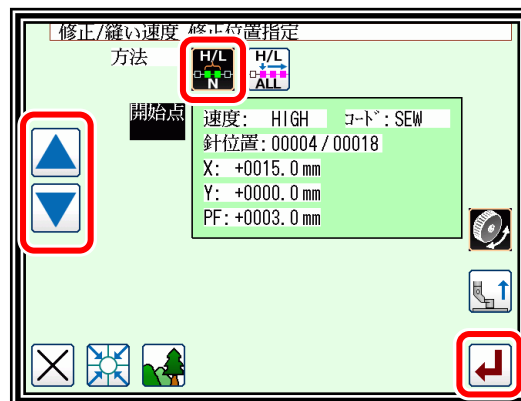 修正/縫い速度 修正位置指定
方法 H/L N H/L ALL
開始点
速度: HIGH コード:SEW
針位置:00004/00018
X: +0015.0mm
Y: +0000.0mm
PF:+0003.0mm